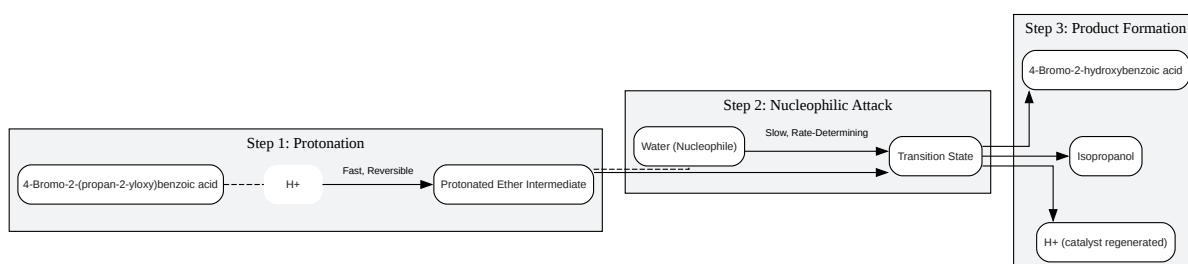 Step 1: Protonation
4-Bromo-2-(propan-2-yloxy)benzoic acid
H+
Fast, Reversible
Protonated Ether Intermediate
Step 2: Nucleophilic Attack
Water (Nucleophile)
Slow, Rate-Determining
Transition State
Step 3: Product Formation
4-Bromo-2-hydroxybenzoic acid
Isopropanol
H+ (catalyst regenerated)